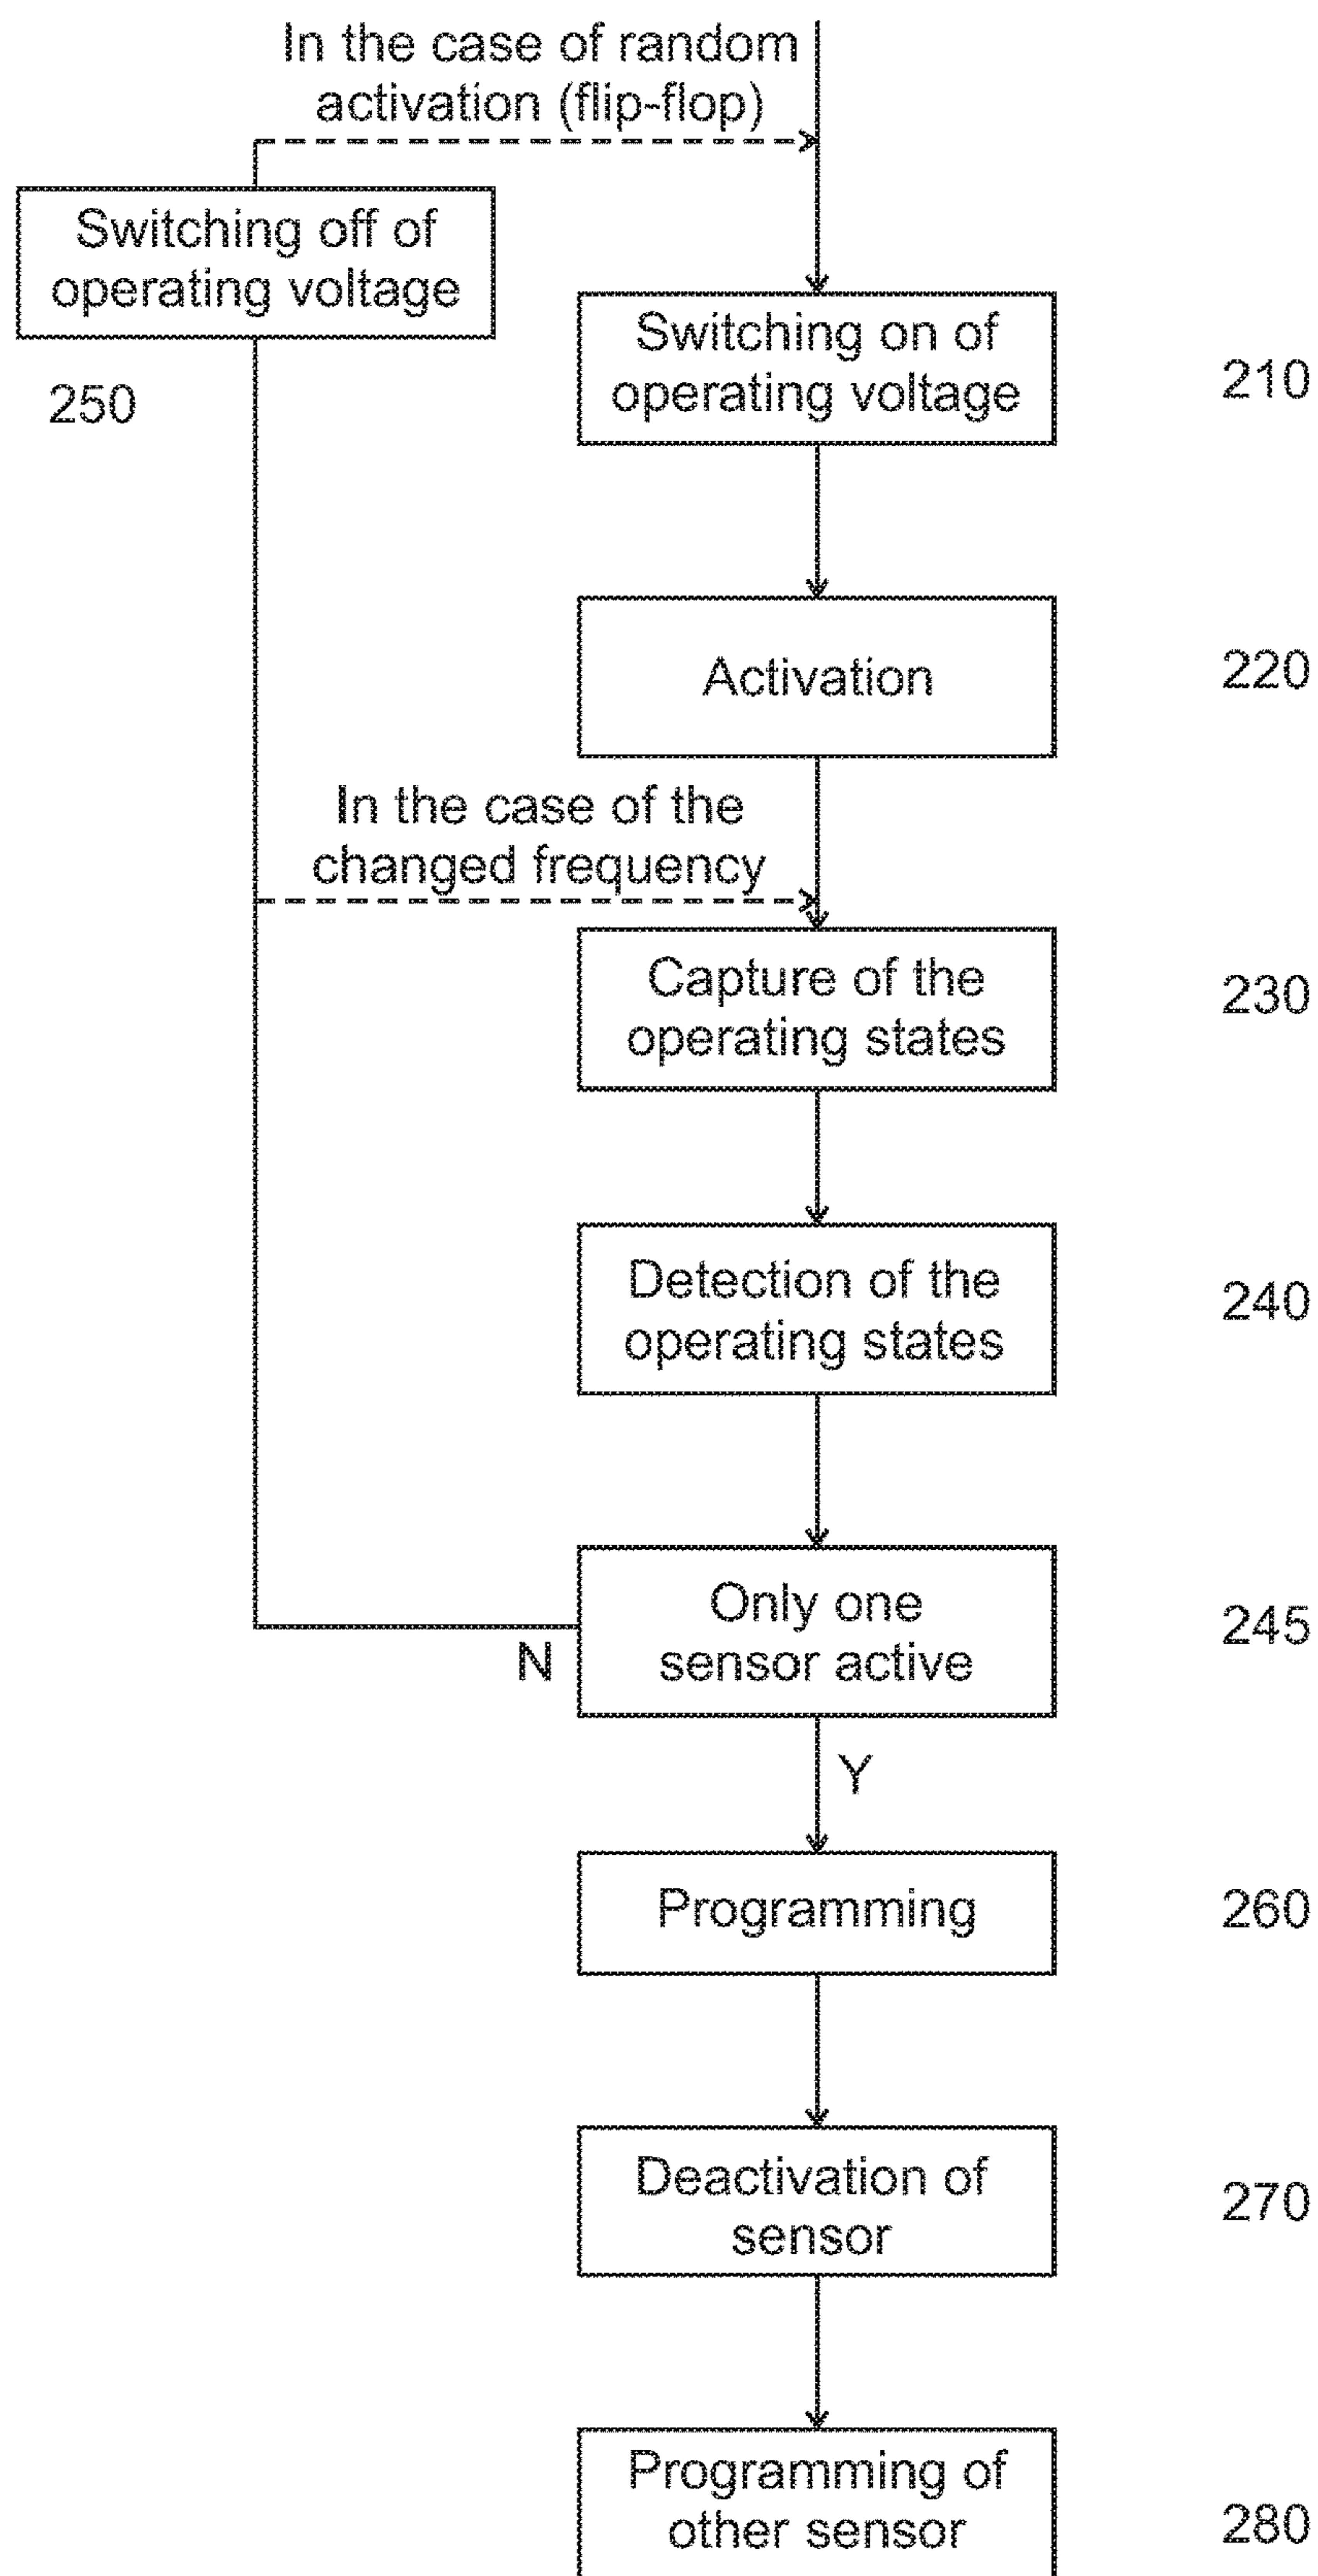 In the case of random
activation (flip-flop)
Switching off of
operating voltage
250
Switching on of
operating voltage
210
Activation
220
In the case of the
changed frequency
Capture of the
operating states
230
Detection of the
operating states
240
Only one
sensor active
245
N
Y
Programming
260
Deactivation of
sensor
270
Programming of
other sensor
280